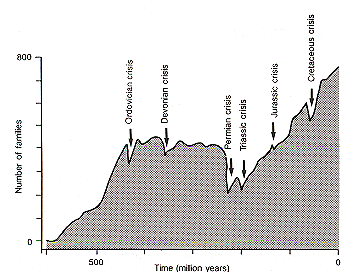 800
0
Number of families
Ordovician crisis
Devonian crisis
Permian crisis
Triassic crisis
Jurassic crisis
Cretaceous crisis
500
0
Time (million years)